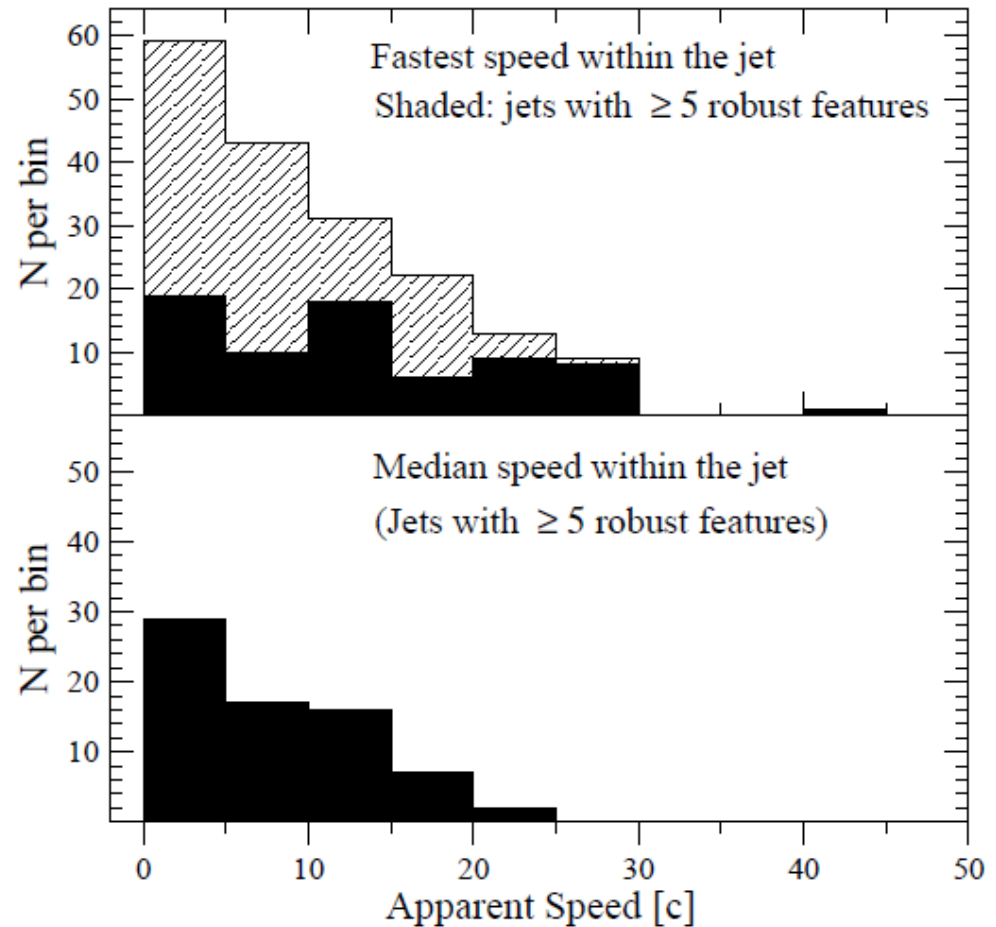 60
50
40
30
20
10
N per bin
Fastest speed within the jet
Shaded: jets with ≥ 5 robust features
50
40
30
20
10
N per bin
Median speed within the jet
(Jets with ≥ 5 robust features)
0 10 20 30 40 50
Apparent Speed [c]